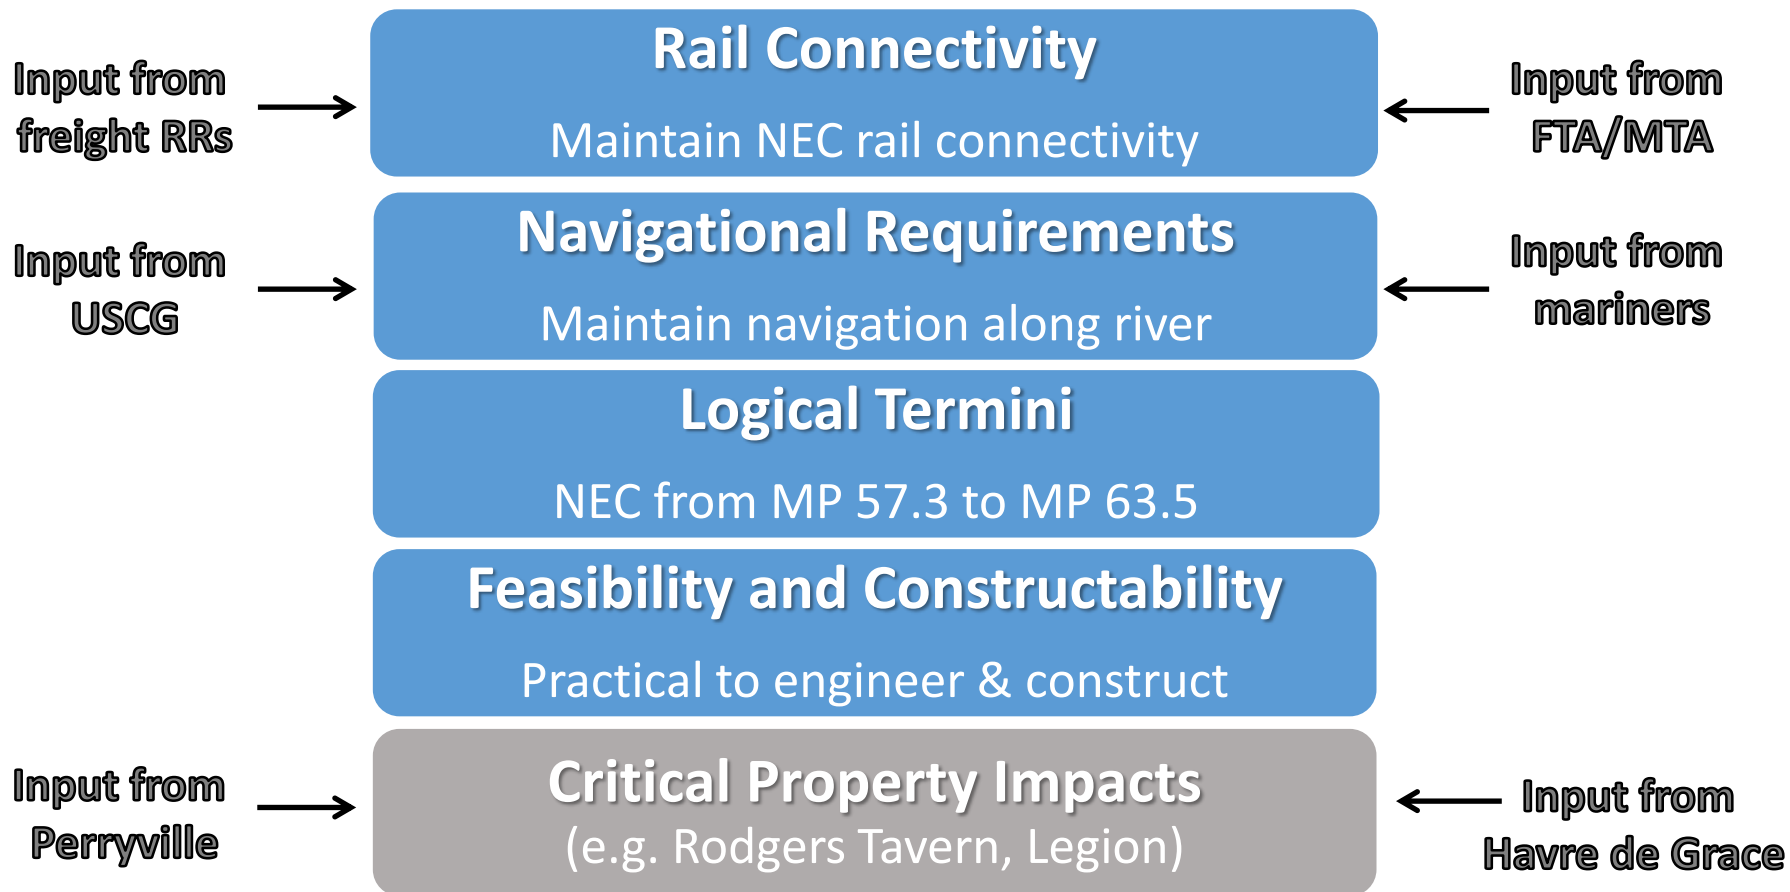 Rail Connectivity
Maintain NEC rail connectivity
Input from
freight RRs
Input from
FTA/MTA
Navigational Requirements
Maintain navigation along river
Input from
USCG
Input from
mariners
Logical Termini
NEC from MP 57.3 to MP 63.5
Feasibility and Constructability
Practical to engineer & construct
Critical Property Impacts
(e.g. Rodgers Tavern, Legion)
Input from
Perryville
Input from
Havre de Grace